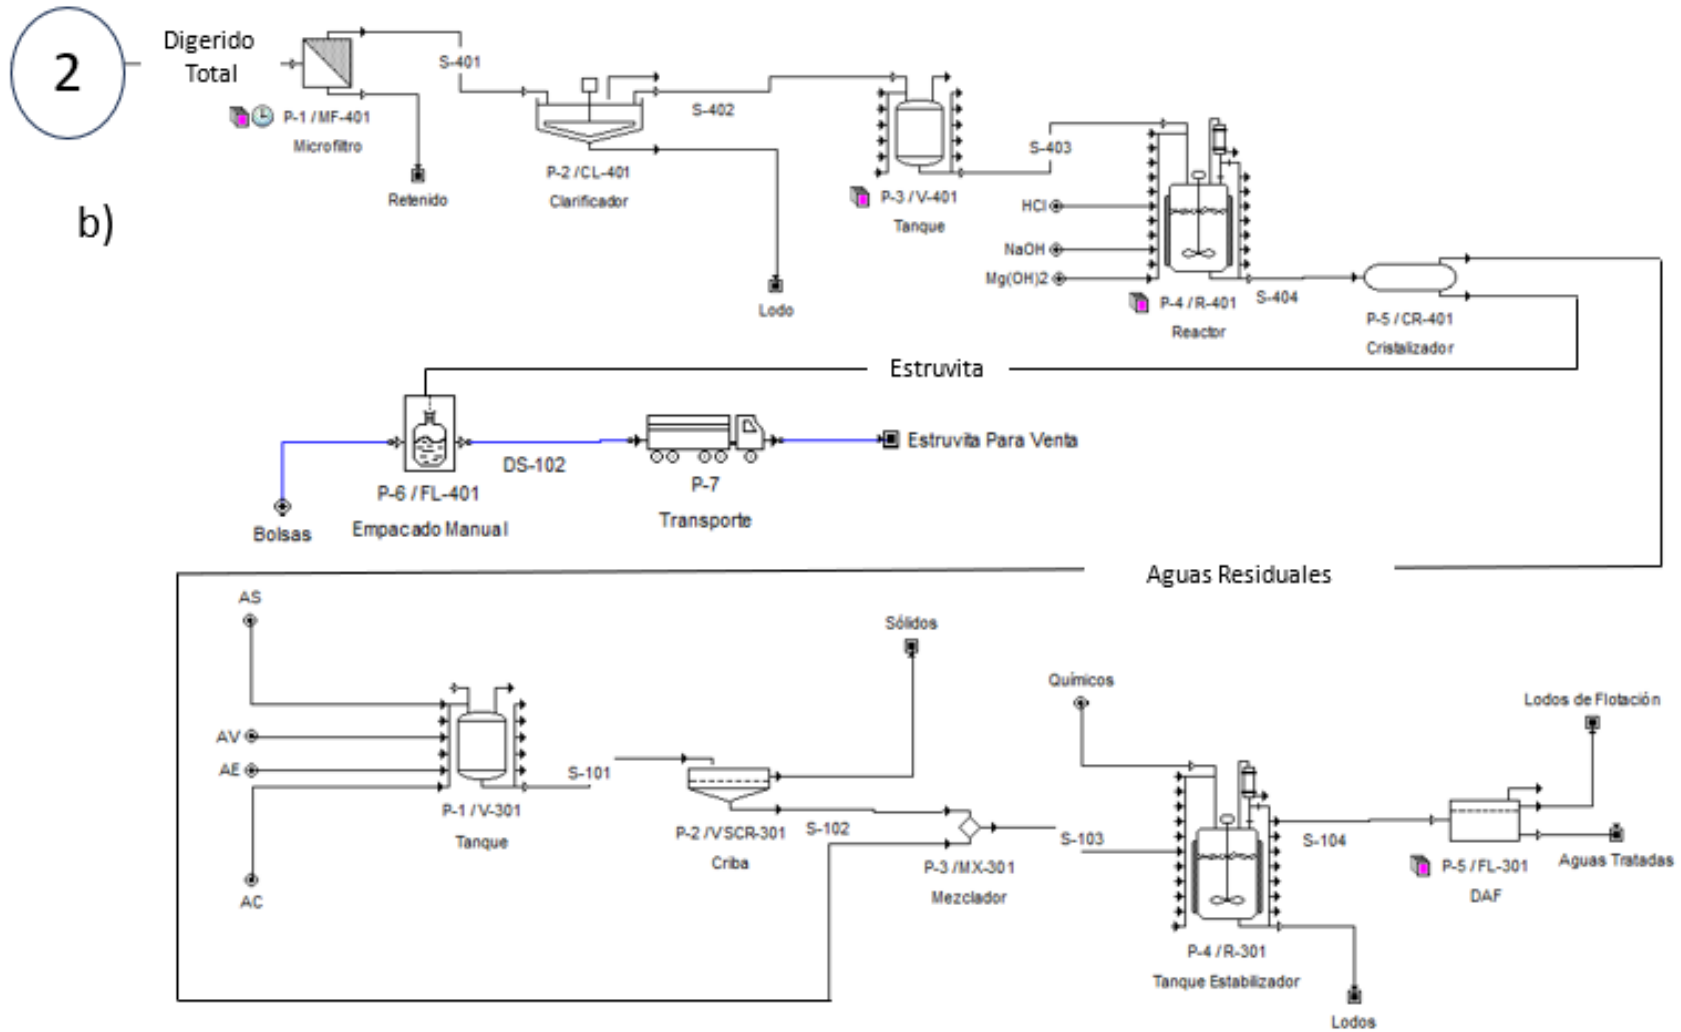 2
Digerido
Total
S-401
P-1 / MF-401
Microfiltro
Retenido
b)
P-2 / CL-401
Clarificador
Lodo
S-402
P-3 / V-401
Tanque
S-403
HCl
NaOH
Mg(OH)2
P-4 / R-401
Reactor
S-404
P-5 / CR-401
Cristalizador
Estruvita
Bolsas
P-6 / FL-401
Empacado Manual
DS-102
P-7
Transporte
Estruvita Para Venta
Aguas Residuales
AS
AV
AE
AC
P-1 / V-301
Tanque
S-101
Sólidos
P-2 / VSCR-301
Criba
S-102
P-3 / MX-301
Mezclador
S-103
Químicos
P-4 / R-301
Tanque Estabilizador
Lodos
S-104
Lodos de Flotación
P-5 / FL-301
DAF
Aguas Tratadas